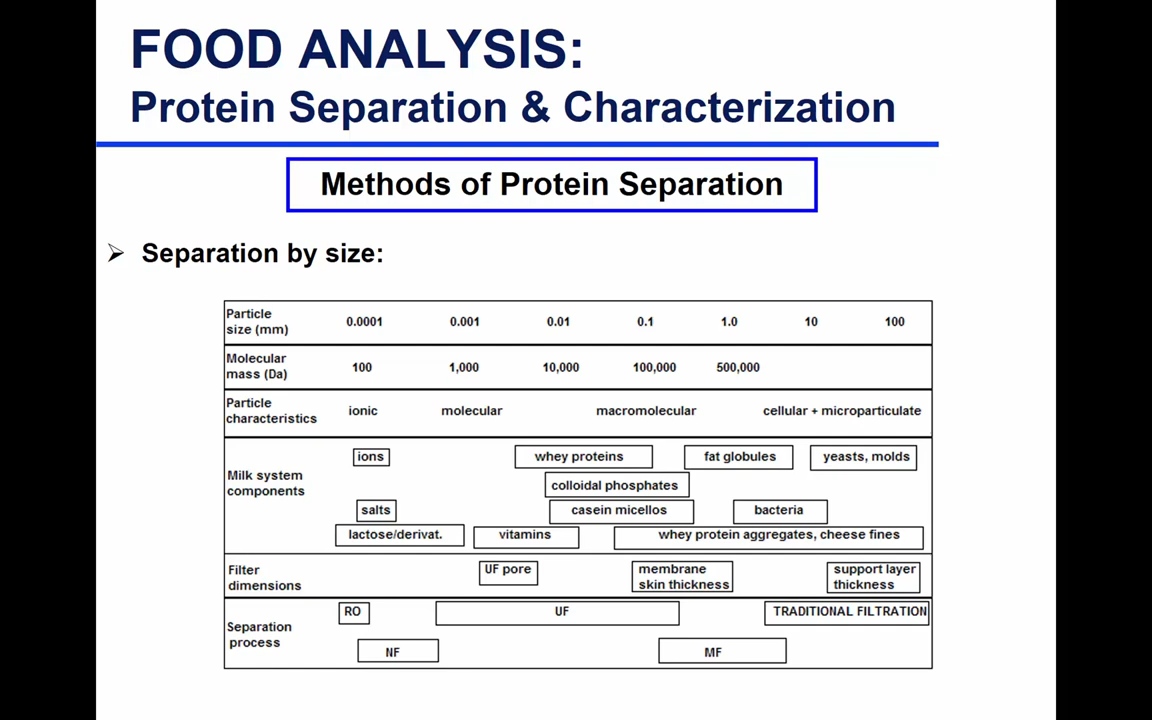 FOOD ANALYSIS:
Protein Separation & Characterization
Methods of Protein Separation
➢ Separation by size:
Particle size (mm) 0.0001 0.001 0.01 0.1 1.0 10 100
Molecular mass (Da) 100 1,000 10,000 100,000 500,000
Particle characteristics ionic molecular macromolecular cellular + microparticulate
Milk system components
ions whey proteins fat globules yeasts, molds
colloidal phosphates
salts casein micellos bacteria
lactose/derivat. vitamins whey protein aggregates, cheese fines
Filter dimensions UF pore membrane skin thickness support layer thickness
Separation process
RO UF TRADITIONAL FILTRATION
NF MF